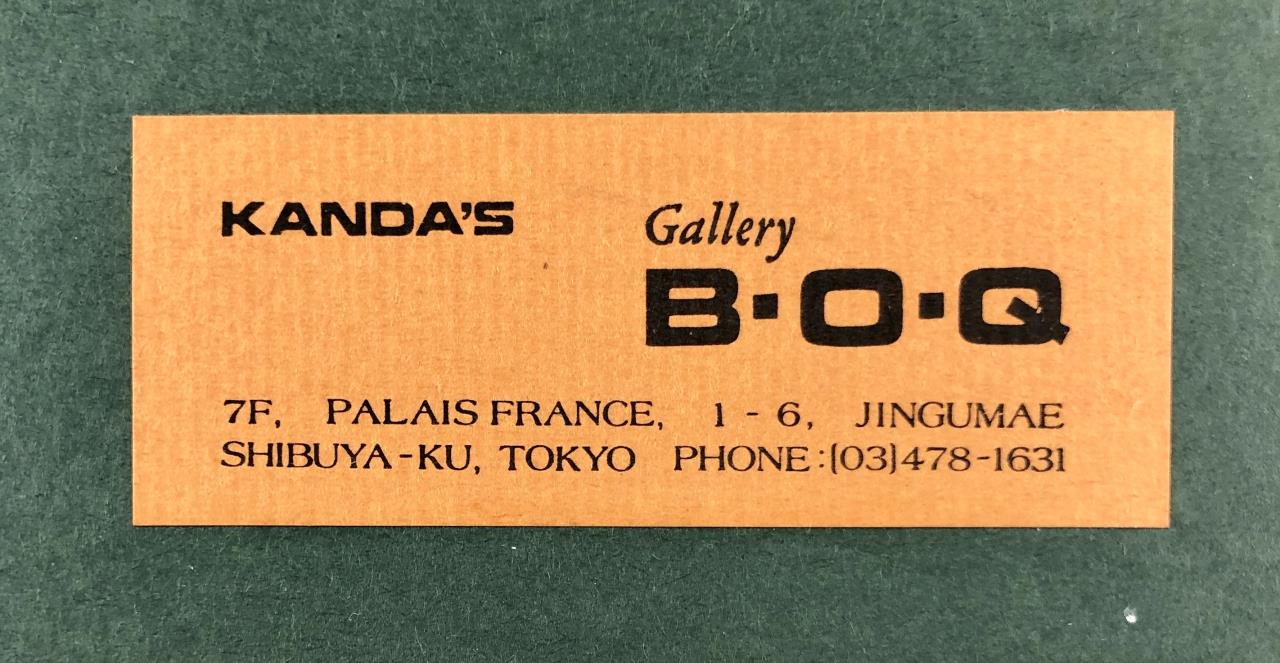 KANDA'S
Gallery
B·O·Q
7F, PALAIS FRANCE, 1 - 6, JINGUMAE
SHIBUYA-KU, TOKYO PHONE:(03)478-1631